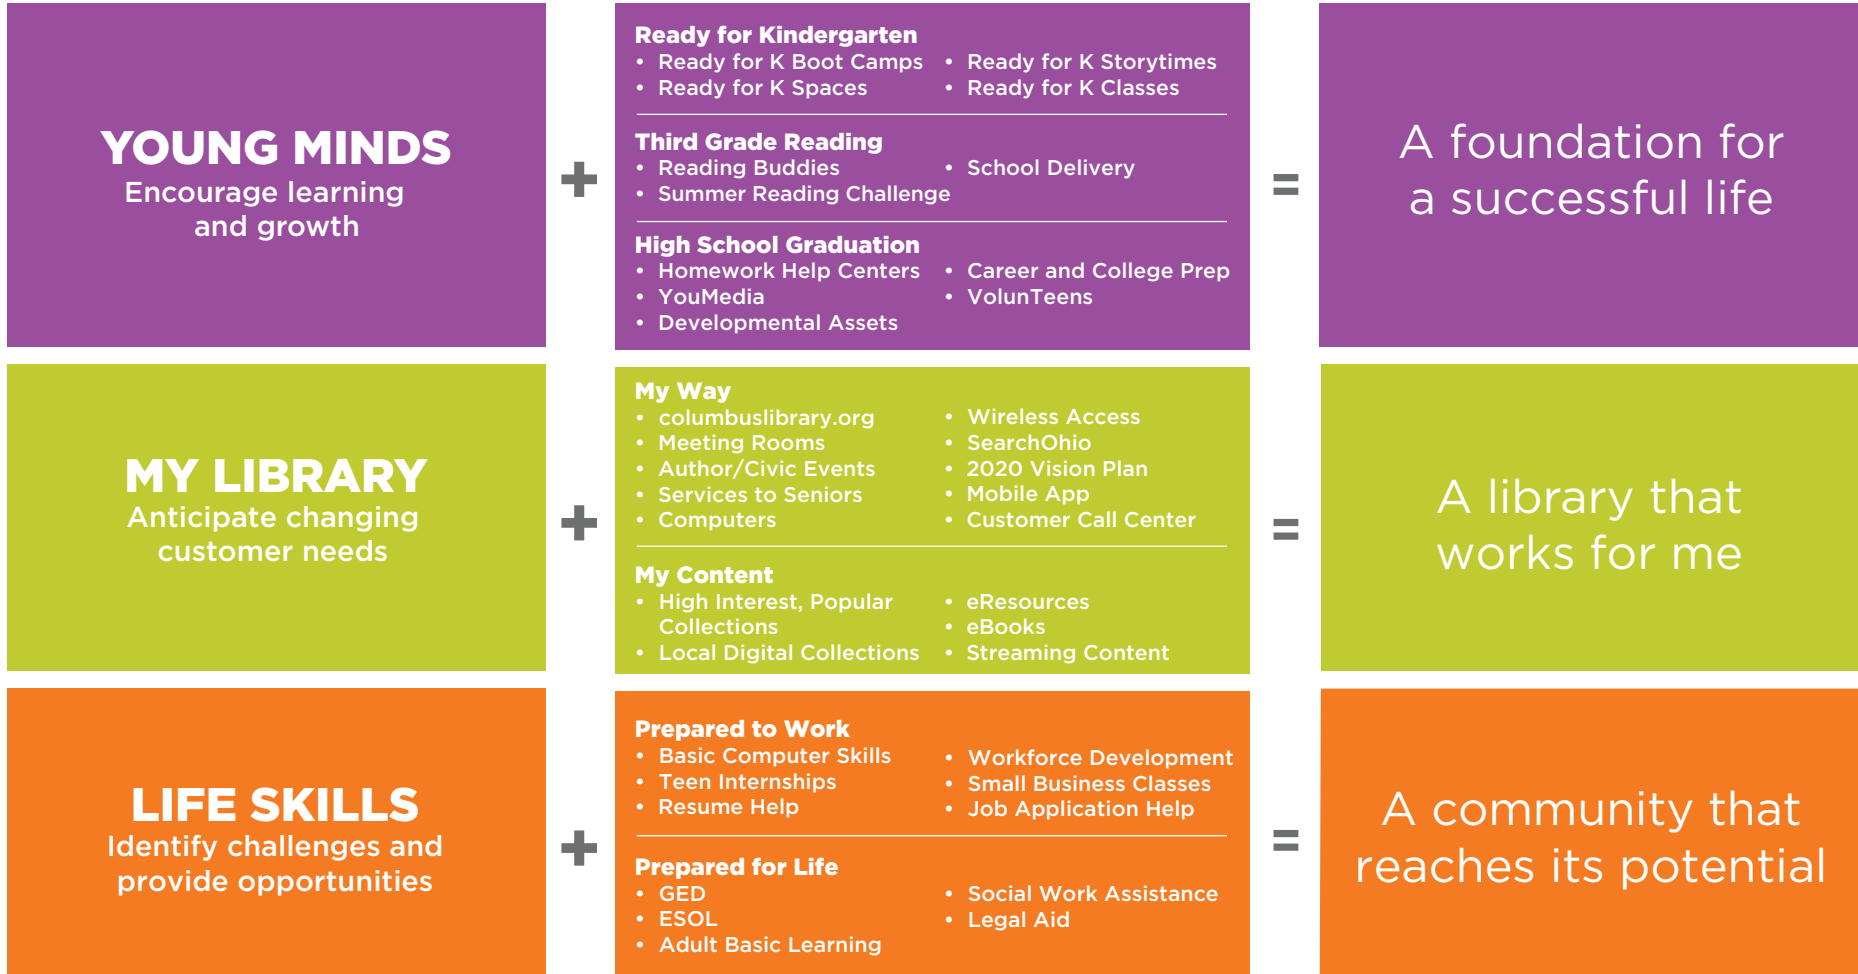 YOUNG MINDS
Encourage learning
and growth
+
Ready for Kindergarten
• Ready for K Boot Camps
• Ready for K Spaces
• Ready for K Storytimes
• Ready for K Classes
Third Grade Reading
• Reading Buddies
• Summer Reading Challenge
• School Delivery
High School Graduation
• Homework Help Centers
• YouMedia
• Developmental Assets
• Career and College Prep
• VolunTeens
=
A foundation for
a successful life
MY LIBRARY
Anticipate changing
customer needs
+
My Way
• columbuslibrary.org
• Meeting Rooms
• Author/Civic Events
• Services to Seniors
• Computers
• Wireless Access
• SearchOhio
• 2020 Vision Plan
• Mobile App
• Customer Call Center
My Content
• High Interest, Popular
Collections
• Local Digital Collections
• eResources
• eBooks
• Streaming Content
=
A library that
works for me
LIFE SKILLS
Identify challenges and
provide opportunities
+
Prepared to Work
• Basic Computer Skills
• Teen Internships
• Resume Help
• Workforce Development
• Small Business Classes
• Job Application Help
Prepared for Life
• GED
• ESOL
• Adult Basic Learning
• Social Work Assistance
• Legal Aid
=
A community that
reaches its potential